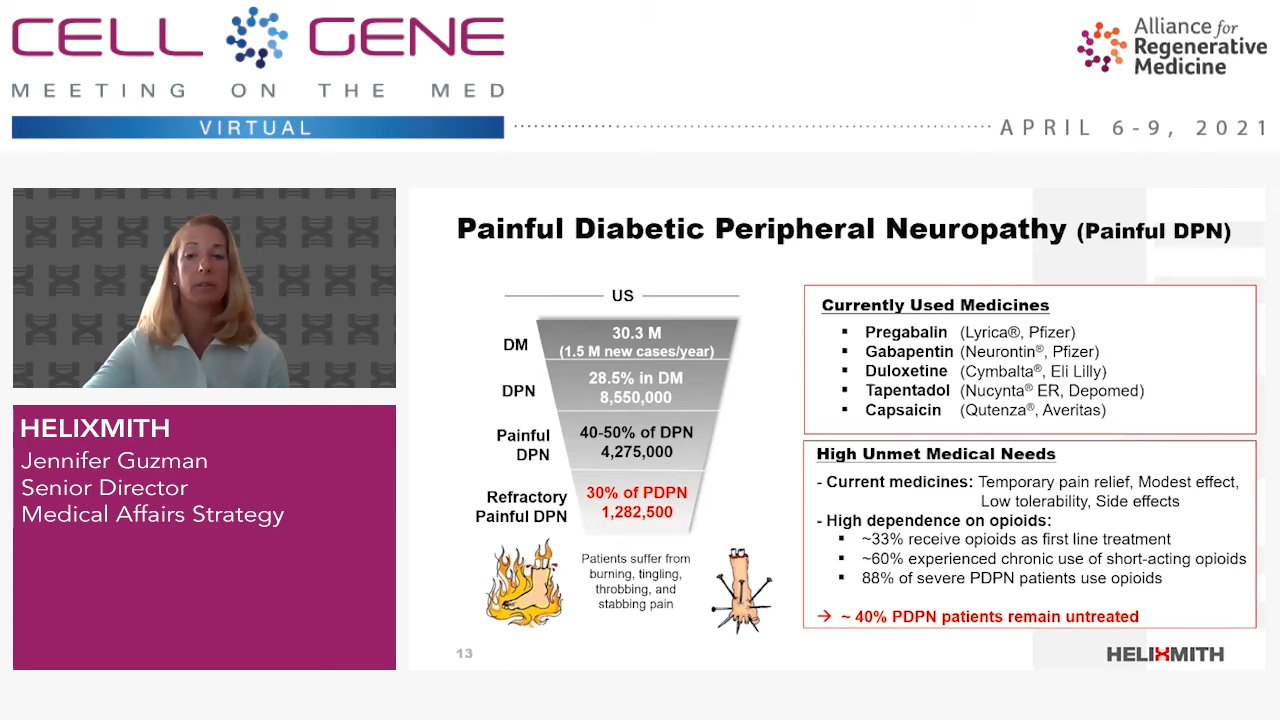 CELL GENE
MEETING ON THE MED
VIRTUAL
Alliance for
Regenerative
Medicine
APRIL 6-9, 2021
HELIXMITH
Jennifer Guzman
Senior Director
Medical Affairs Strategy
Painful Diabetic Peripheral Neuropathy (Painful DPN)
US
DM
30.3 M
(1.5 M new cases/year)
DPN
28.5% in DM
8,550,000
Painful
DPN
40-50% of DPN
4,275,000
Refractory
Painful DPN
30% of PDPN
1,282,500
Patients suffer from
burning, tingling,
throbbing, and
stabbing pain
Currently Used Medicines
▪ Pregabalin (Lyrica®, Pfizer)
▪ Gabapentin (Neurontin®, Pfizer)
▪ Duloxetine (Cymbalta®, Eli Lilly)
▪ Tapentadol (Nucynta® ER, Depomed)
▪ Capsaicin (Qutenza®, Averitas)
High Unmet Medical Needs
- Current medicines: Temporary pain relief, Modest effect,
Low tolerability, Side effects
- High dependence on opioids:
▪ ~33% receive opioids as first line treatment
▪ ~60% experienced chronic use of short-acting opioids
▪ 88% of severe PDPN patients use opioids
→ ~ 40% PDPN patients remain untreated
13
HELIXMITH